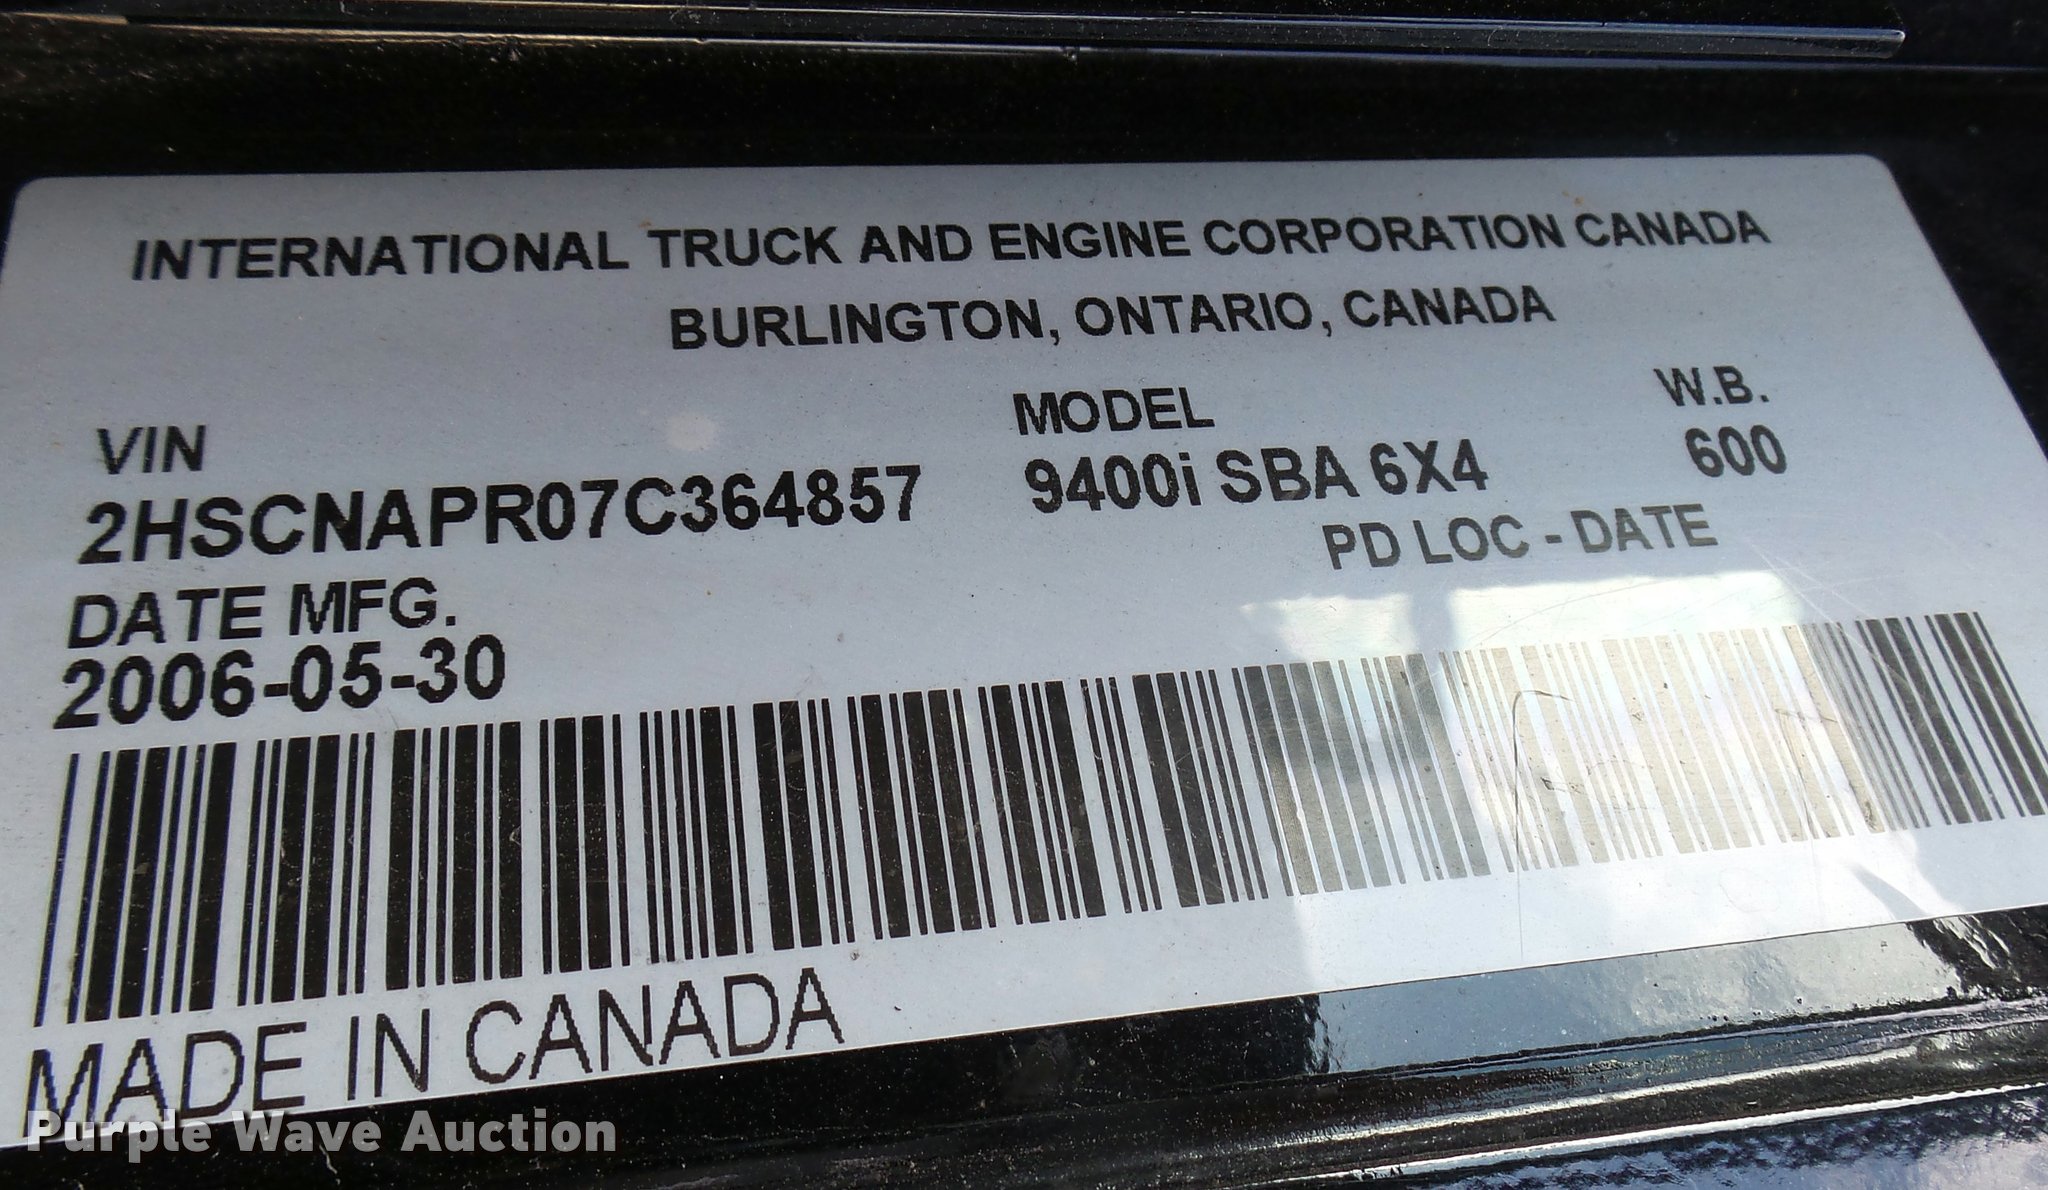 INTERNATIONAL TRUCK AND ENGINE CORPORATION CANADA
BURLINGTON, ONTARIO, CANADA
VIN MODEL W.B.
2HSCNAPR07C364857 9400i SBA 6X4 600
DATE MFG. PD LOC - DATE
2006-05-30
MADE IN CANADA
Purple Wave Auction